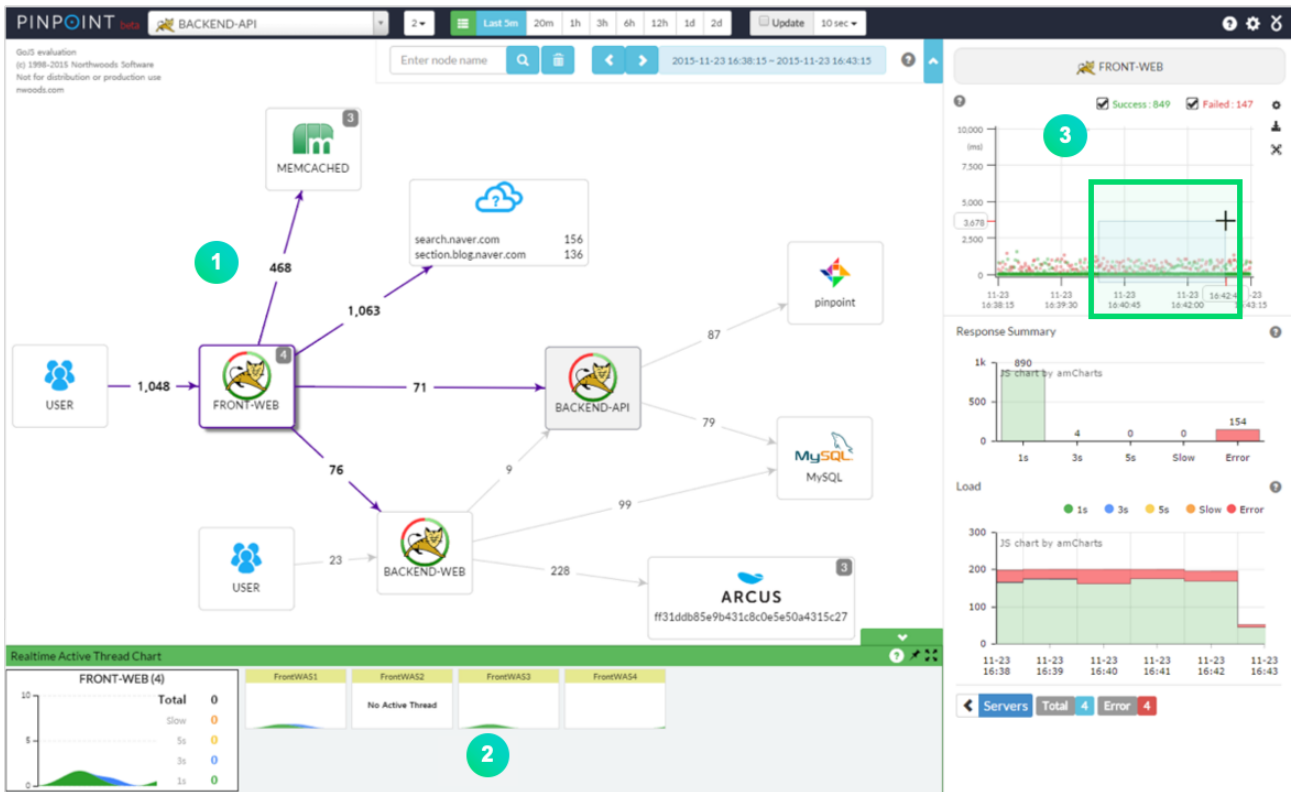 PINPOINT beta BACKEND-API 2 Last 5m 20m 1h 3h 6h 12h 1d 2d Update 10 sec
GoJS evaluation
(c) 1998-2015 Northwoods Software
Not for distribution or production use
nwoods.com
Enter node name 2015-11-23 16:38:15 ~ 2015-11-23 16:43:15
3
MEMCACHED
search.naver.com 156
section.blog.naver.com 136
1
468
1,063
pinpoint
87
USER
1,048
4
FRONT-WEB
71
BACKEND-API
79
MySQL
MySQL
76
9
99
USER
23
BACKEND-WEB
228
3
ARCUS
ff31ddb85e9b431c8c0e5e50a4315c27
Realtime Active Thread Chart
FRONT-WEB (4)
10
5
0
Total 0
Slow 0
5s 0
3s 0
1s 0
FrontWAS1
FrontWAS2
No Active Thread
FrontWAS3
FrontWAS4
2
FRONT-WEB
Success : 849 Failed : 147
3
10,000
(ms)
7,500
5,000
3,678
2,500
0
11-23
16:38:15
11-23
16:39:30
11-23
16:40:45
11-23
16:42:00
16:42:4
-23
43:15
Response Summary
1k
500
0
JS chart by amCharts
890
4
0
0
154
1s 3s 5s Slow Error
Load
1s 3s 5s Slow Error
300
200
100
0
JS chart by amCharts
11-23
16:38
11-23
16:39
11-23
16:40
11-23
16:41
11-23
16:42
11-23
16:43
Servers Total 4 Error 4